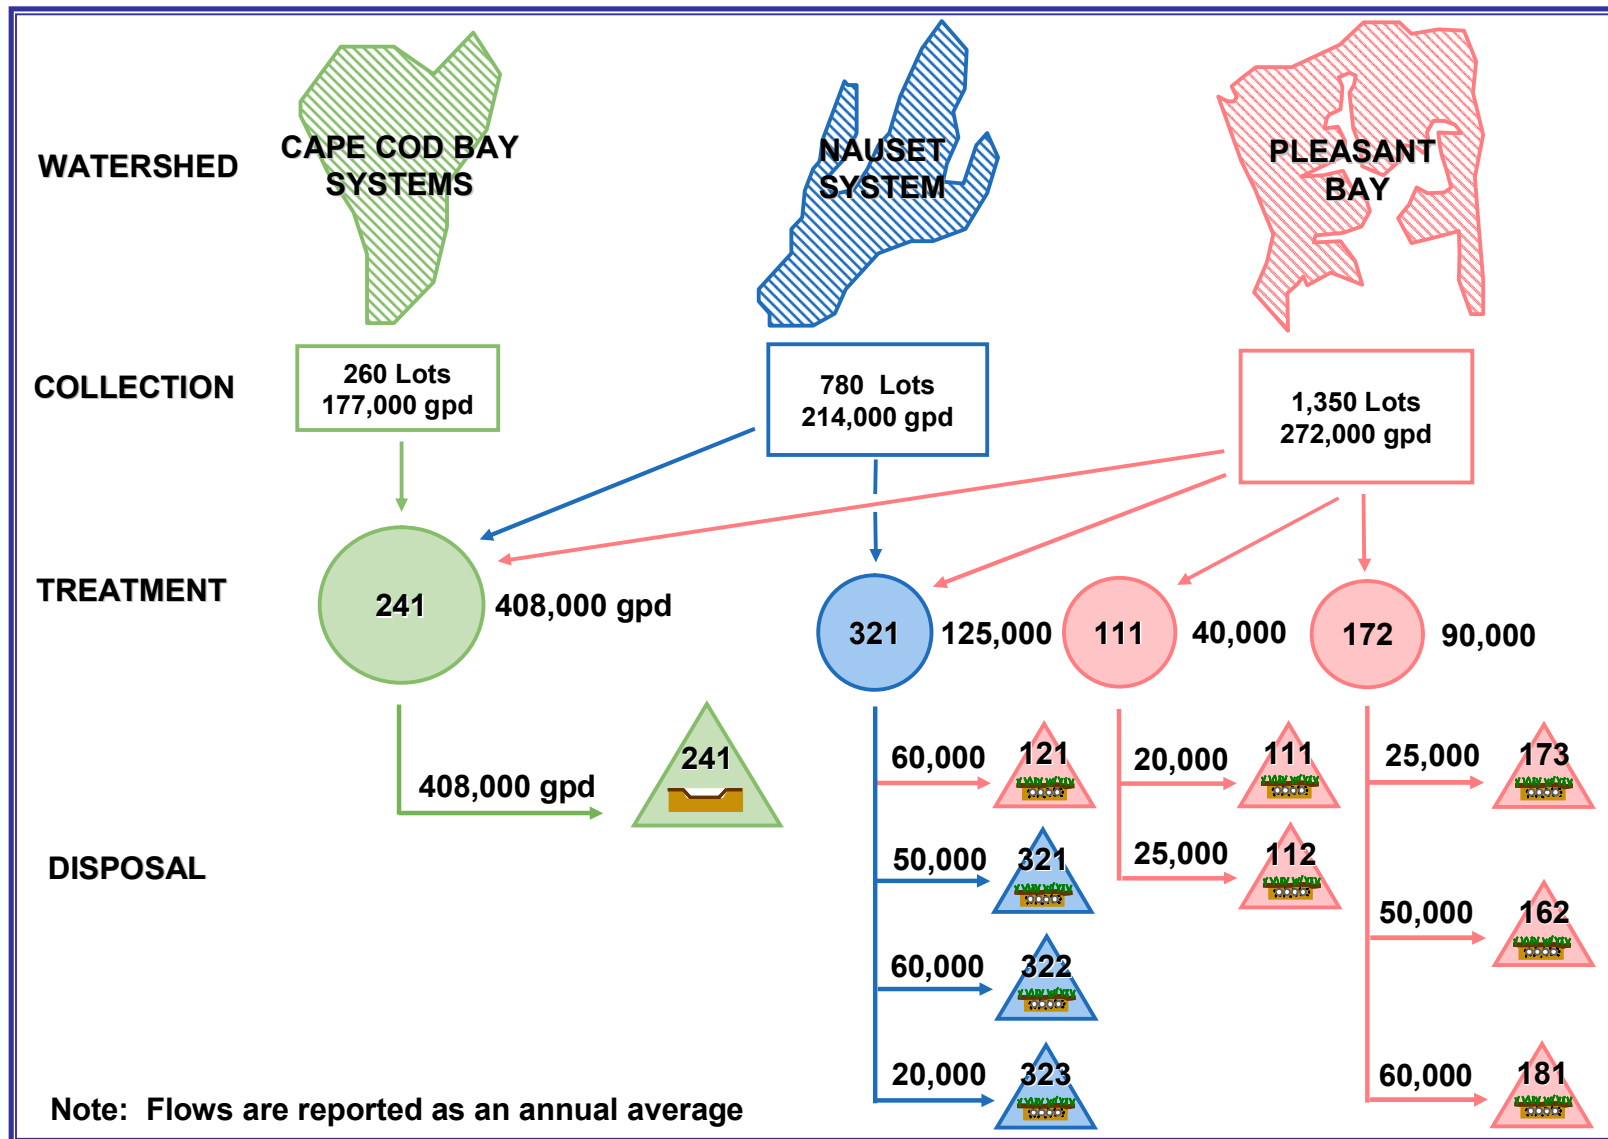 WATERSHED
CAPE COD BAY
SYSTEMS
NAUSET
SYSTEM
PLEASANT
BAY
COLLECTION
260 Lots
177,000 gpd
780 Lots
214,000 gpd
1,350 Lots
272,000 gpd
TREATMENT
241
408,000 gpd
321
125,000
111
40,000
172
90,000
DISPOSAL
408,000 gpd
241
60,000
121
50,000
321
60,000
322
20,000
323
20,000
111
25,000
112
25,000
173
50,000
162
60,000
181
Note: Flows are reported as an annual average